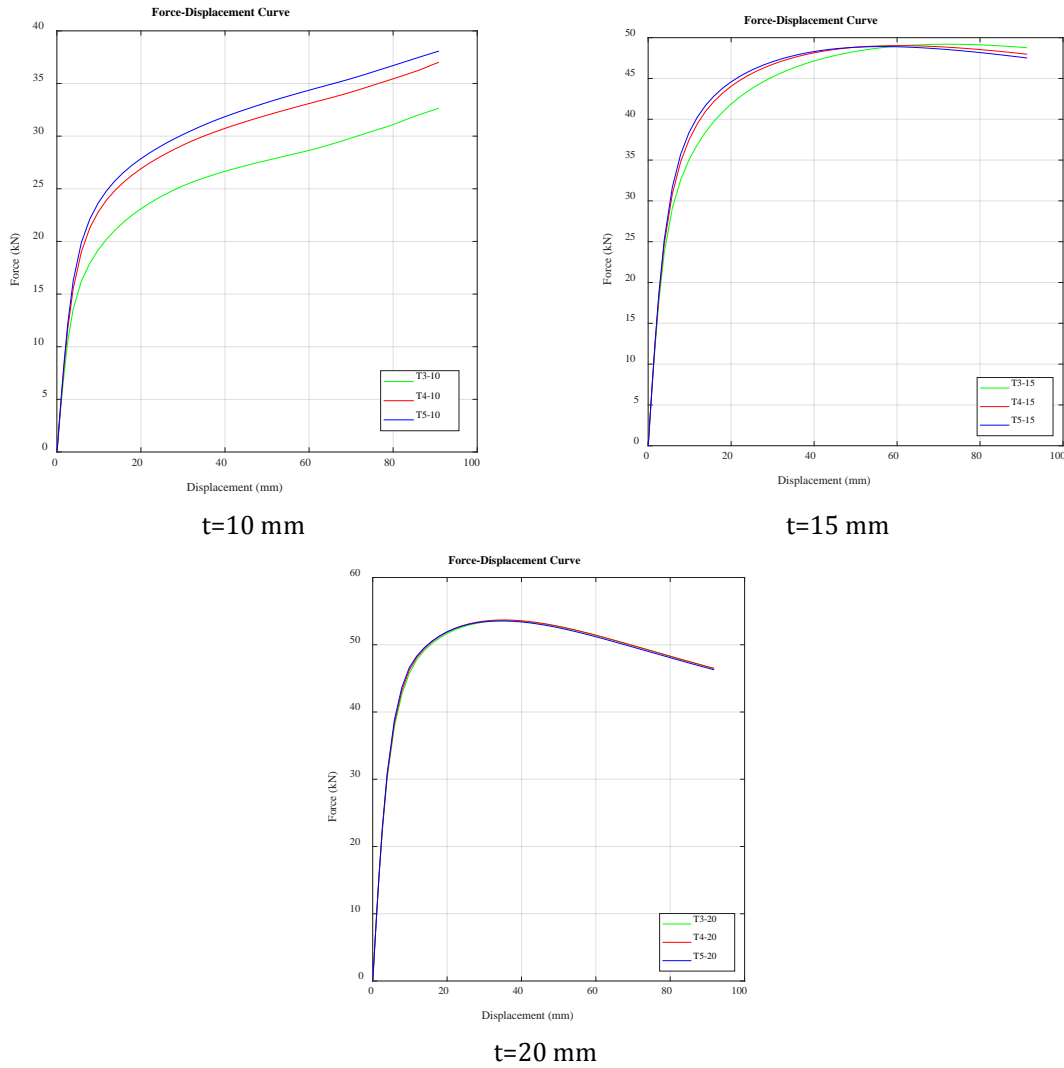 Force-Displacement Curve
40
35
30
25
20
15
10
5
0
Force (kN)
0 20 40 60 80 100
Displacement (mm)
T3-10
T4-10
T5-10
t=10 mm
Force-Displacement Curve
50
45
50
35
50
25
50
15
50
5
0
Force (kN)
0 20 40 60 80 100
Displacement (mm)
T3-15
T4-15
T5-15
t=15 mm
Force-Displacement Curve
60
50
40
30
20
10
0
Force (kN)
0 20 40 60 80 100
Displacement (mm)
T3-20
T4-20
T5-20
t=20 mm